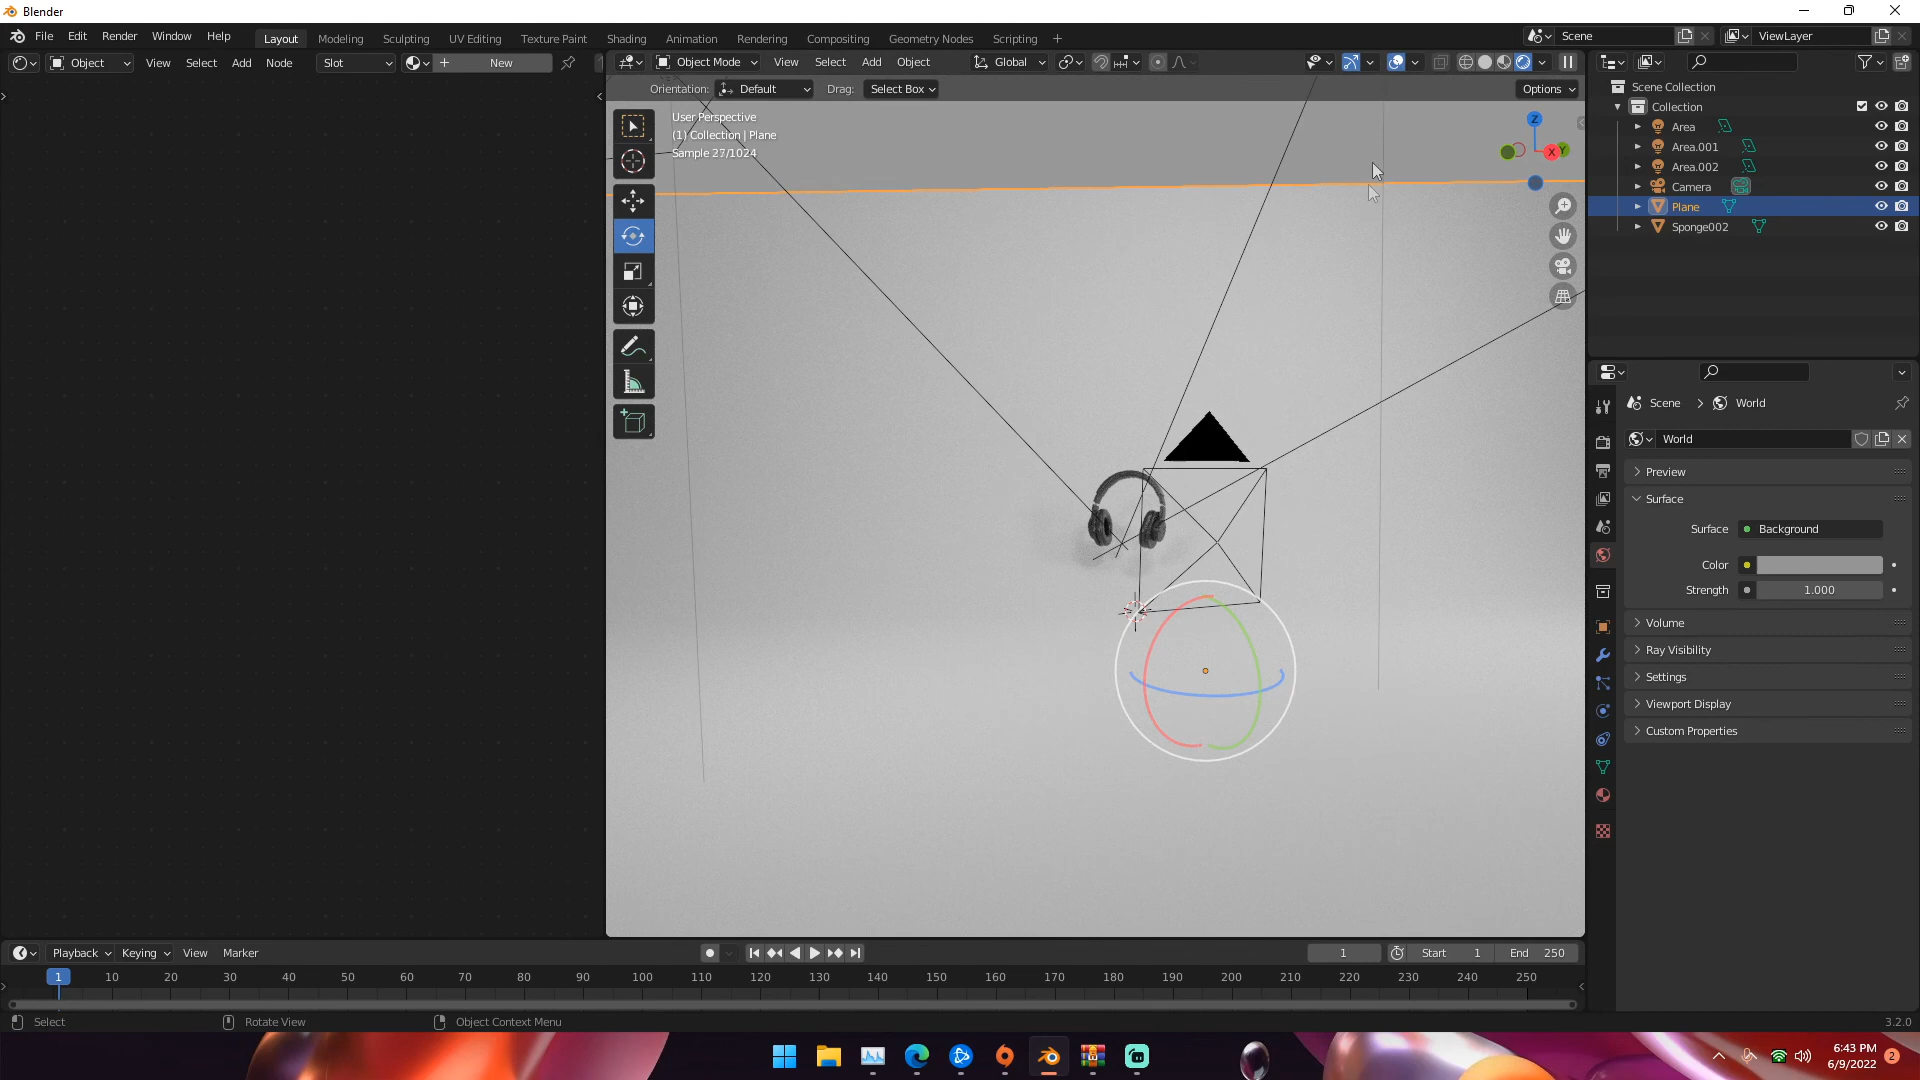 Blender
File Edit Render Window Help Layout Modeling Sculpting UV Editing Texture Paint Shading Animation Rendering Compositing Geometry Nodes Scripting + Scene ViewLayer
Object View Select Add Node Slot New Object Mode View Select Add Object Global
Orientation: Default Drag: Select Box Options
User Perspective
(1) Collection | Plane
Sample 27/1024
Z
X
Y
Scene Collection
Collection
Area
Area.001
Area.002
Camera
Plane
Sponge002
Scene > World
World
Preview
Surface
Surface Background
Color
Strength 1.000
Volume
Ray Visibility
Settings
Viewport Display
Custom Properties
Playback Keying View Marker 1 Start 1 End 250
1 10 20 30 40 50 60 70 80 90 100 110 120 130 140 150 160 170 180 190 200 210 220 230 240 250
Select Rotate View Object Context Menu 3.2.0
6:43 PM
6/9/2022
2